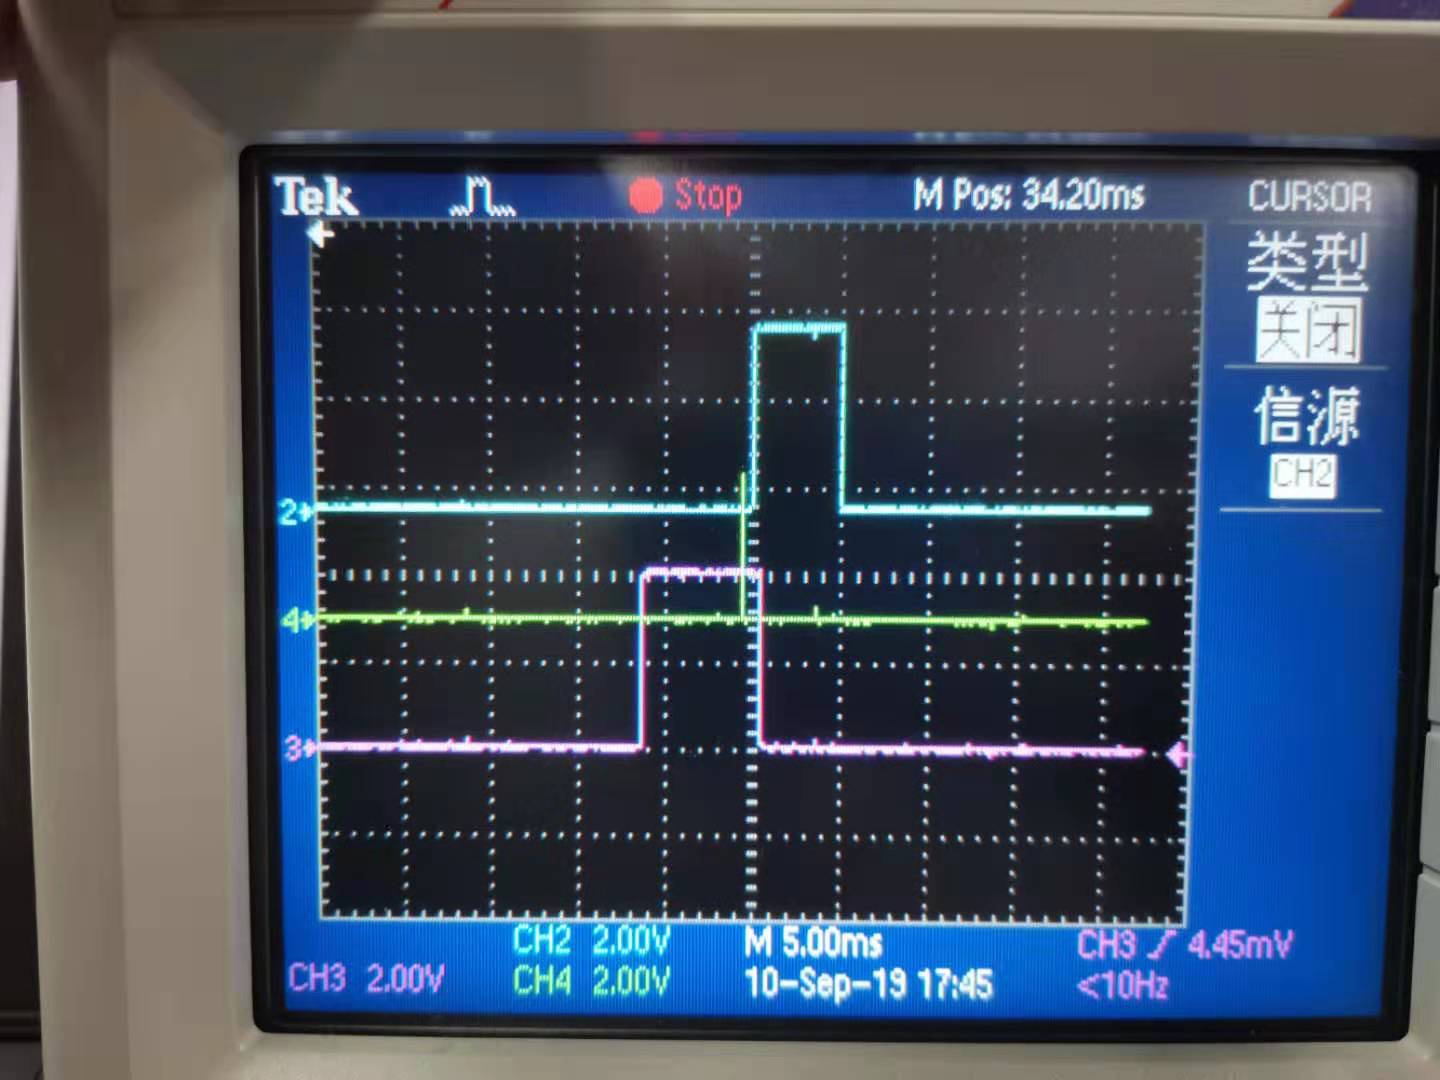 Tek Stop M Pos: 34.20ms CURSOR
类型
关闭
信源
CH2
2
4
3
CH2 2.00V M 5.00ms CH3 4.45mV
CH3 2.00V CH4 2.00V 10-Sep-19 17:45 <10Hz